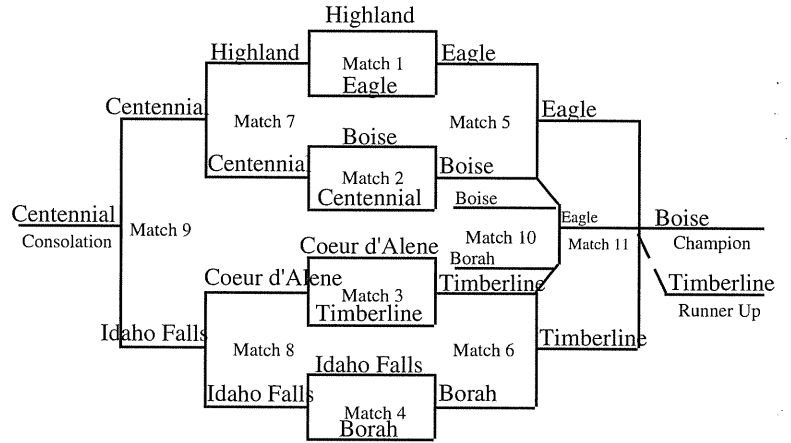 Highland
Highland
Match 1
Eagle
Eagle
Centennial
Match 7
Match 5
Eagle
Boise
Centennial
Match 2
Boise
Centennial
Boise
Centennial
Consolation
Match 9
Match 10
Eagle
Match 11
Boise
Champion
Coeur d'Alene
Borah
Coeur d'Alene
Match 3
Timberline
Timberline
Timberline
Runner Up
Idaho Falls
Match 8
Match 6
Timberline
Idaho Falls
Idaho Falls
Match 4
Borah
Borah